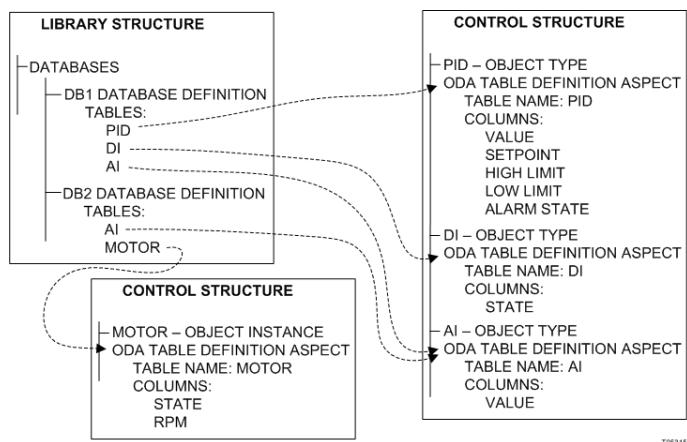 LIBRARY STRUCTURE
DATABASES
DB1 DATABASE DEFINITION
TABLES:
PID
DI
AI
DB2 DATABASE DEFINITION
TABLES:
AI
MOTOR
CONTROL STRUCTURE
MOTOR – OBJECT INSTANCE
ODA TABLE DEFINITION ASPECT
TABLE NAME: MOTOR
COLUMNS:
STATE
RPM
CONTROL STRUCTURE
PID – OBJECT TYPE
ODA TABLE DEFINITION ASPECT
TABLE NAME: PID
COLUMNS:
VALUE
SETPOINT
HIGH LIMIT
LOW LIMIT
ALARM STATE
DI – OBJECT TYPE
ODA TABLE DEFINITION ASPECT
TABLE NAME: DI
COLUMNS:
STATE
AI – OBJECT TYPE
ODA TABLE DEFINITION ASPECT
TABLE NAME: AI
COLUMNS:
VALUE